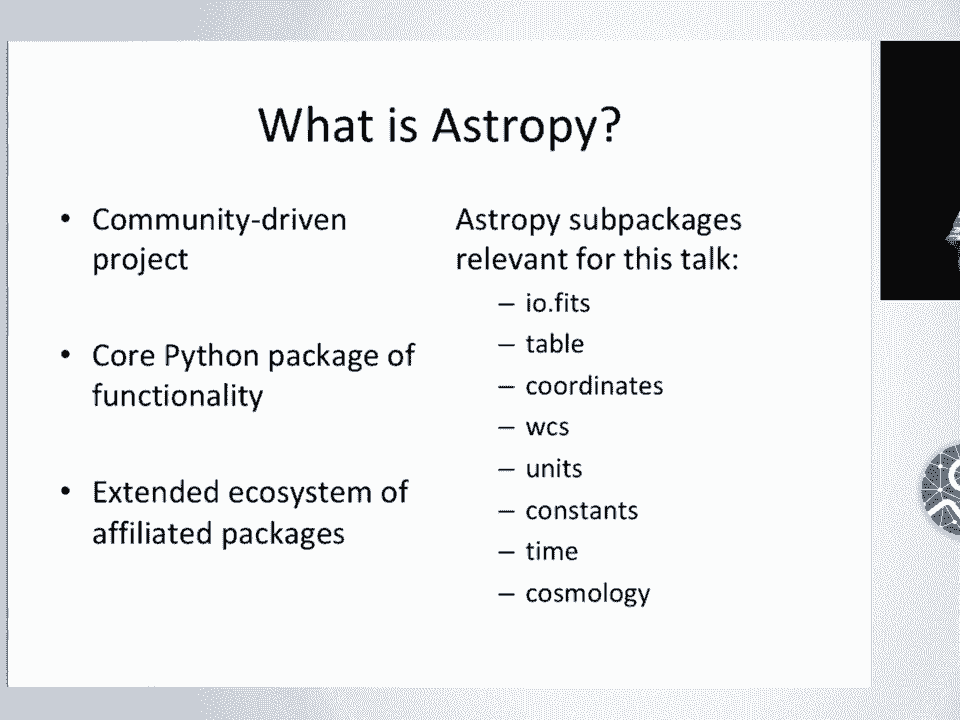 What is Astropy?
• Community-driven
project
• Core Python package of
functionality
• Extended ecosystem of
affiliated packages
Astropy subpackages
relevant for this talk:
– io.fits
– table
– coordinates
– wcs
– units
– constants
– time
– cosmology